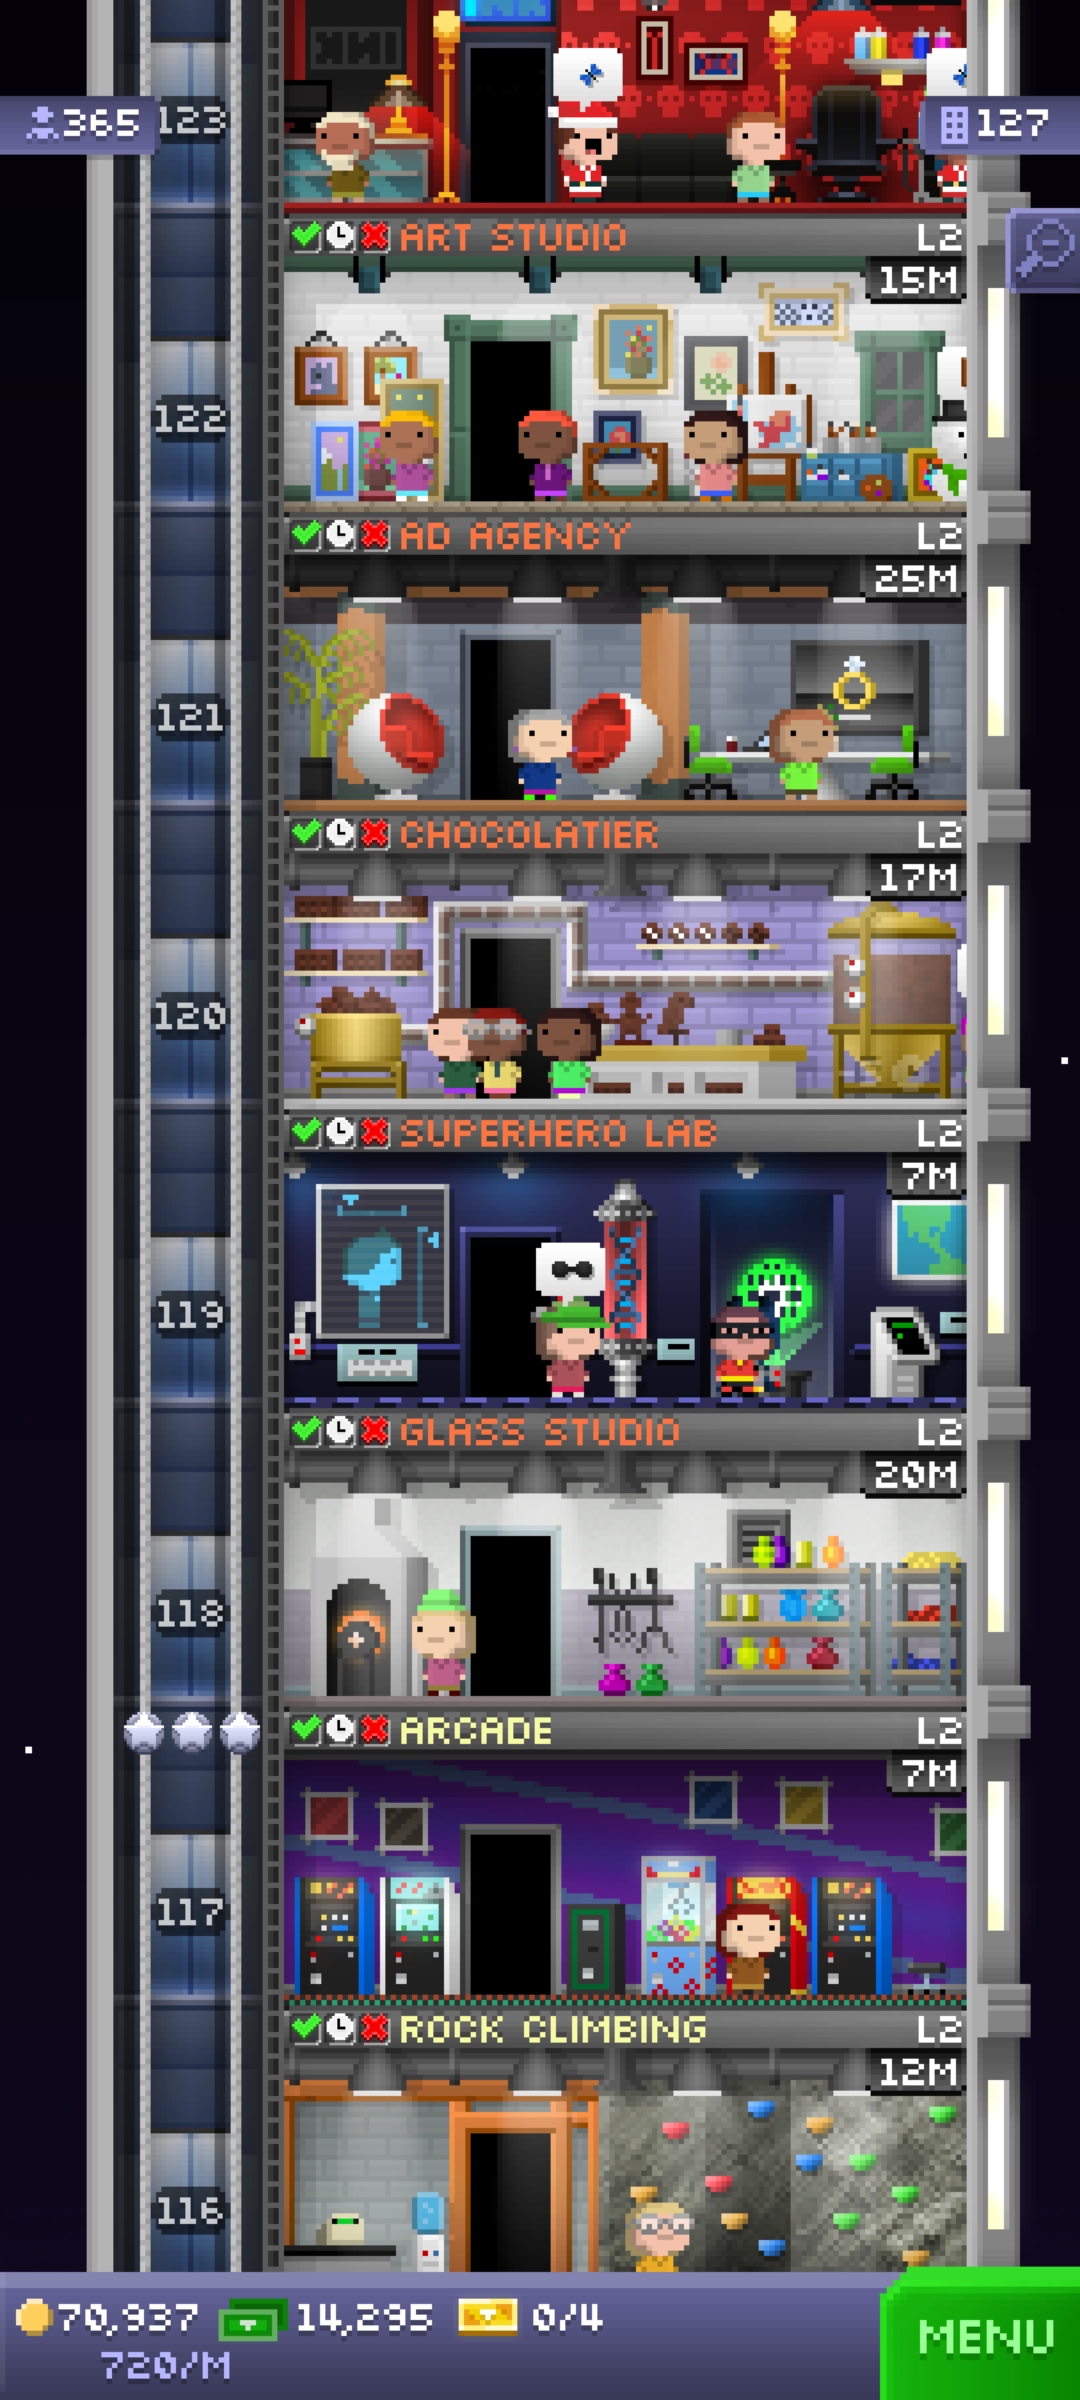 365
123
127
ART STUDIO L2
15M
122
AD AGENCY L2
25M
121
CHOCOLATIER L2
17M
120
SUPERHERO LAB L2
7M
119
GLASS STUDIO L2
20M
118
ARCADE L2
7M
117
ROCK CLIMBING L2
12M
116
70,937 14,295 0/4
720/M
MENU